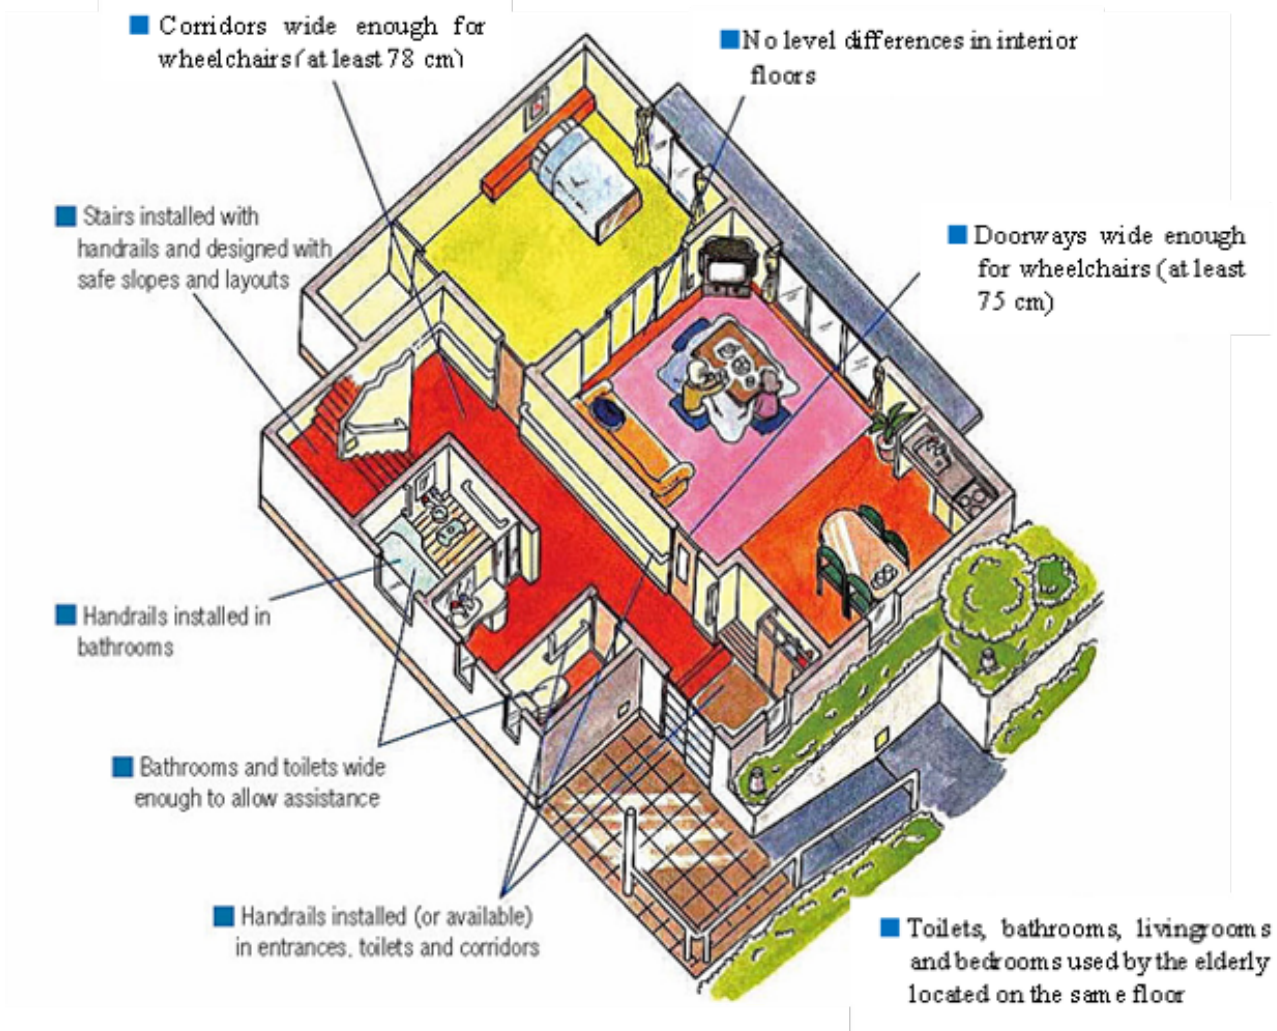 Corridors wide enough for
wheelchairs (at least 78 cm)
No level differences in interior
floors
Stairs installed with
handrails and designed with
safe slopes and layouts
Doorways wide enough
for wheelchairs (at least
75 cm)
Handrails installed in
bathrooms
Bathrooms and toilets wide
enough to allow assistance
Handrails installed (or available)
in entrances, toilets and corridors
Toilets, bathrooms, livingrooms
and bedrooms used by the elderly
located on the same floor